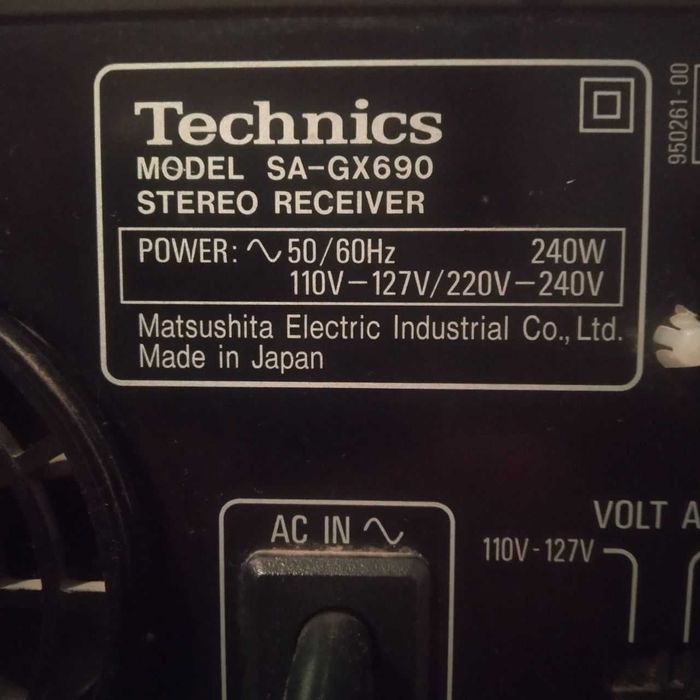 Technics
MODEL SA-GX690
STEREO RECEIVER
POWER: ∿ 50/60Hz 240W
110V-127V/220V-240V
Matsushita Electric Industrial Co., Ltd.
Made in Japan
950261-00
AC IN ∿
VOLT A
110V-127V